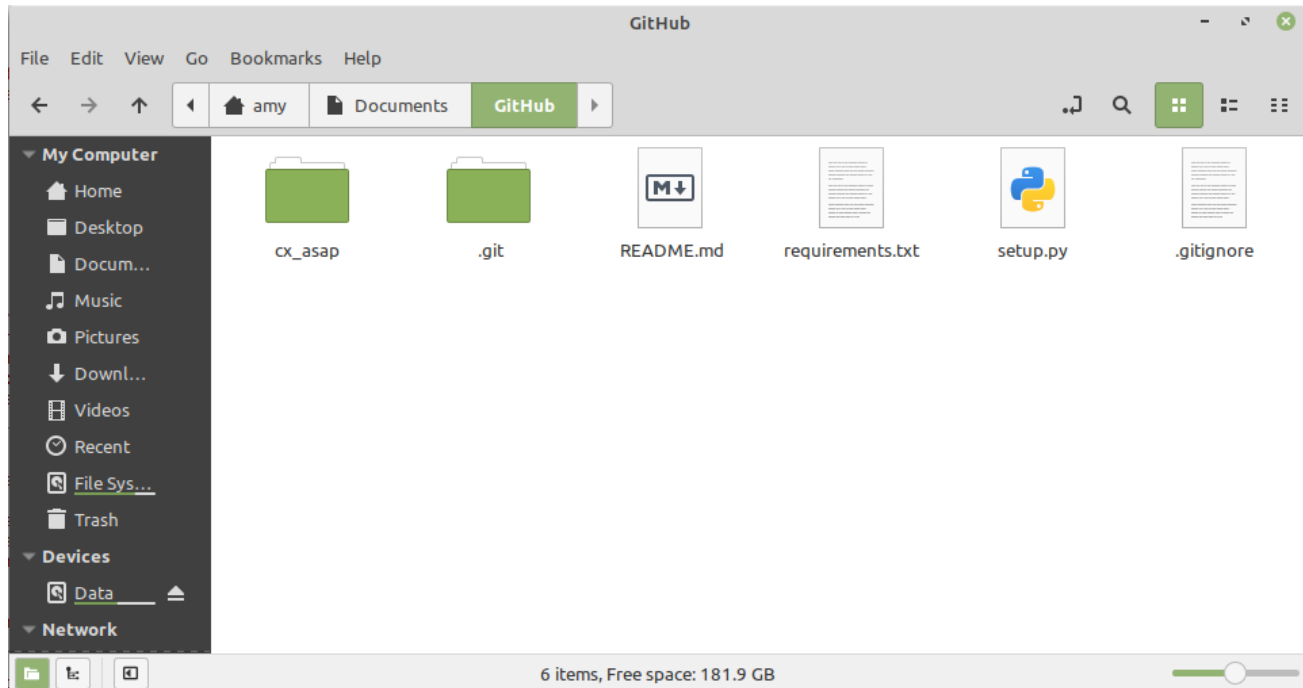 GitHub
File Edit View Go Bookmarks Help
amy Documents GitHub
My Computer
Home
Desktop
Docum...
Music
Pictures
Downl...
Videos
Recent
File Sys...
Trash
Devices
Data
Network
cx_asap .git README.md requirements.txt setup.py .gitignore
6 items, Free space: 181.9 GB